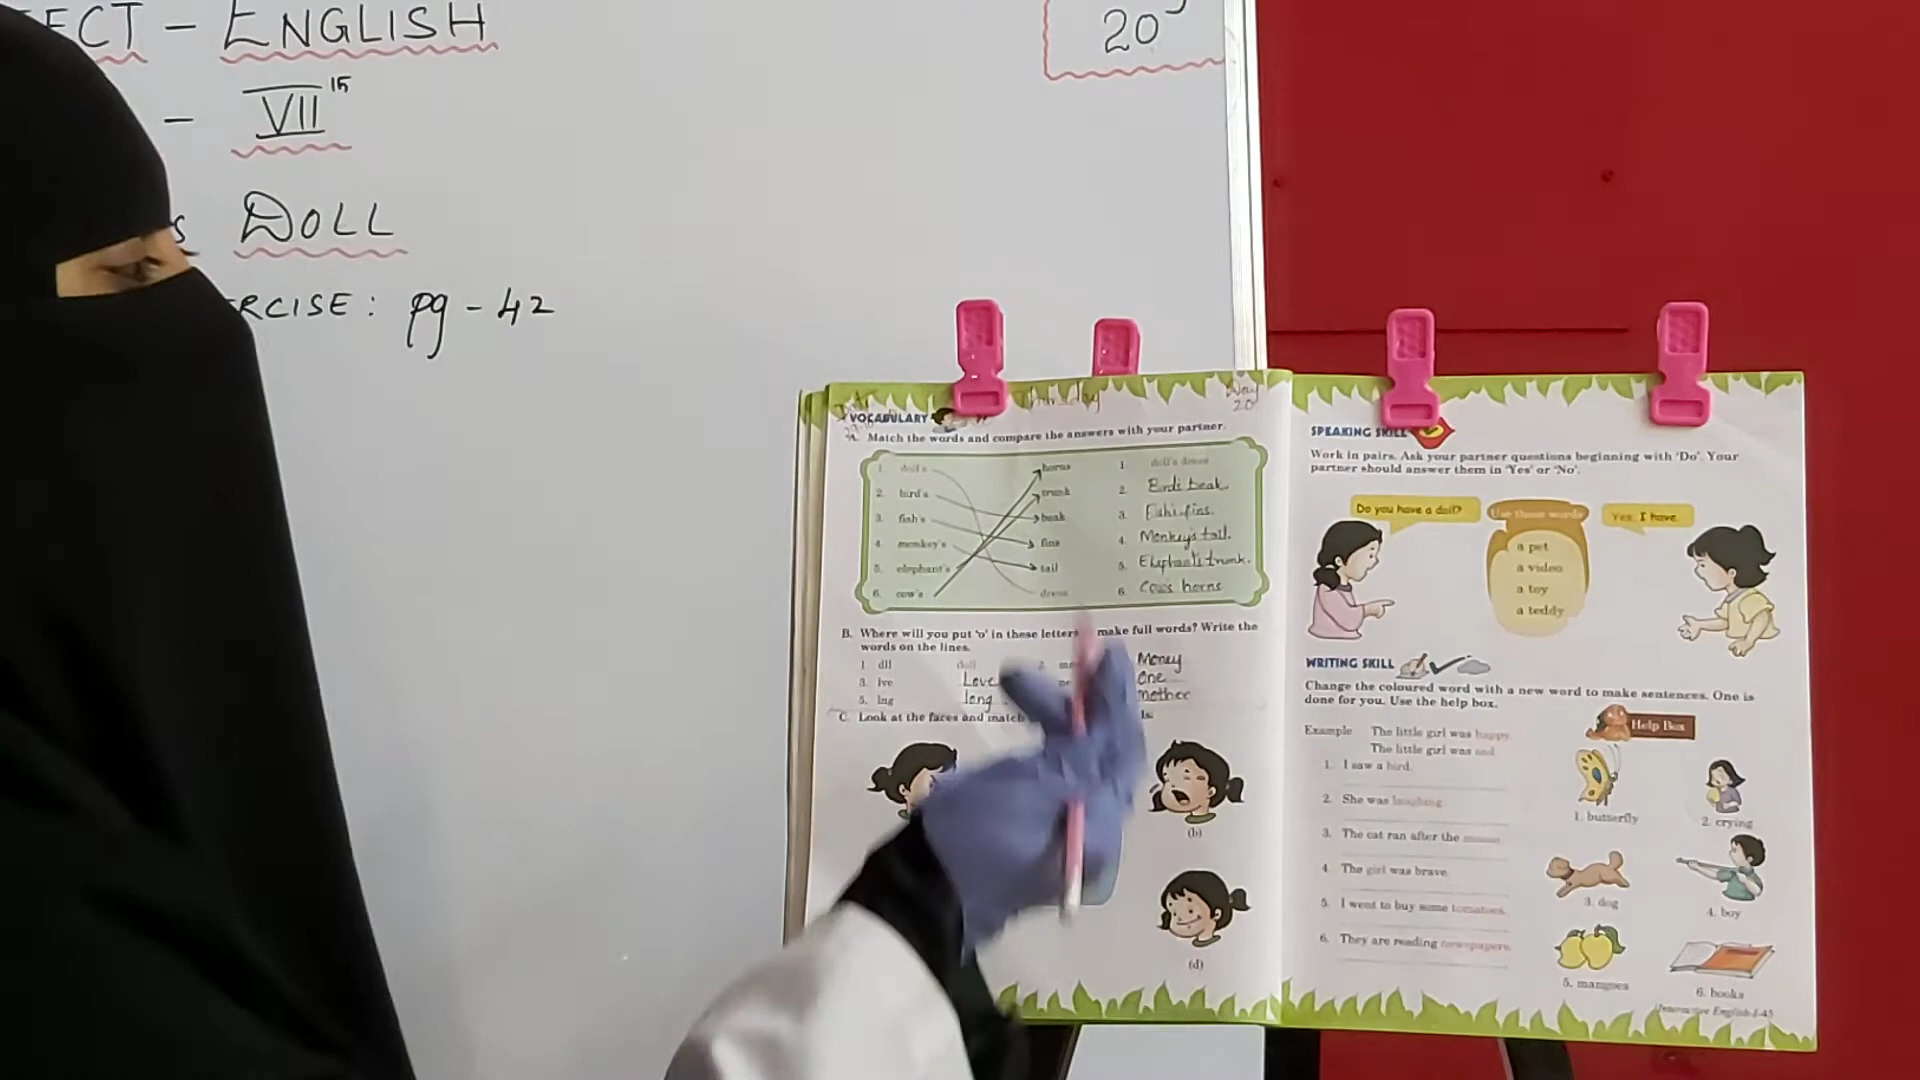 ECT - ENGLISH
- VII 15
S DOLL
RCISE: pg - 42
20
Thursday
Day
20
VOCABULARY
A. Match the words and compare the answers with your partner.
1. doll's horns 1. doll's dress
2. bird's trunk 2. Birds beak.
3. fish's beak 3. Fish's fins.
4. monkey's fins 4. Monkey's tail.
5. elephant's tail 5. Elephant's trunk.
6. cow's dress 6. Cow's horns
B. Where will you put 'o' in these letters make full words? Write the
words on the lines.
1. dll doll 2. Money
3. lve Love One
5. lng long mother
C. Look at the faces and match
(b)
(d)
SPEAKING SKILL
Work in pairs. Ask your partner questions beginning with 'Do'. Your
partner should answer them in 'Yes' or 'No'.
Do you have a doll?
Use these words
Yes, I have.
a pet
a video
a toy
a teddy
WRITING SKILL
Change the coloured word with a new word to make sentences. One is
done for you. Use the help box.
Help Box
Example The little girl was happy.
The little girl was sad.
1. I saw a bird.
2. She was laughing.
3. The cat ran after the mouse.
4. The girl was brave.
5. I went to buy some tomatoes.
6. They are reading newspapers.
1. butterfly
2. crying
3. dog
4. boy
5. mangoes
6. books
Interactive English-1-45